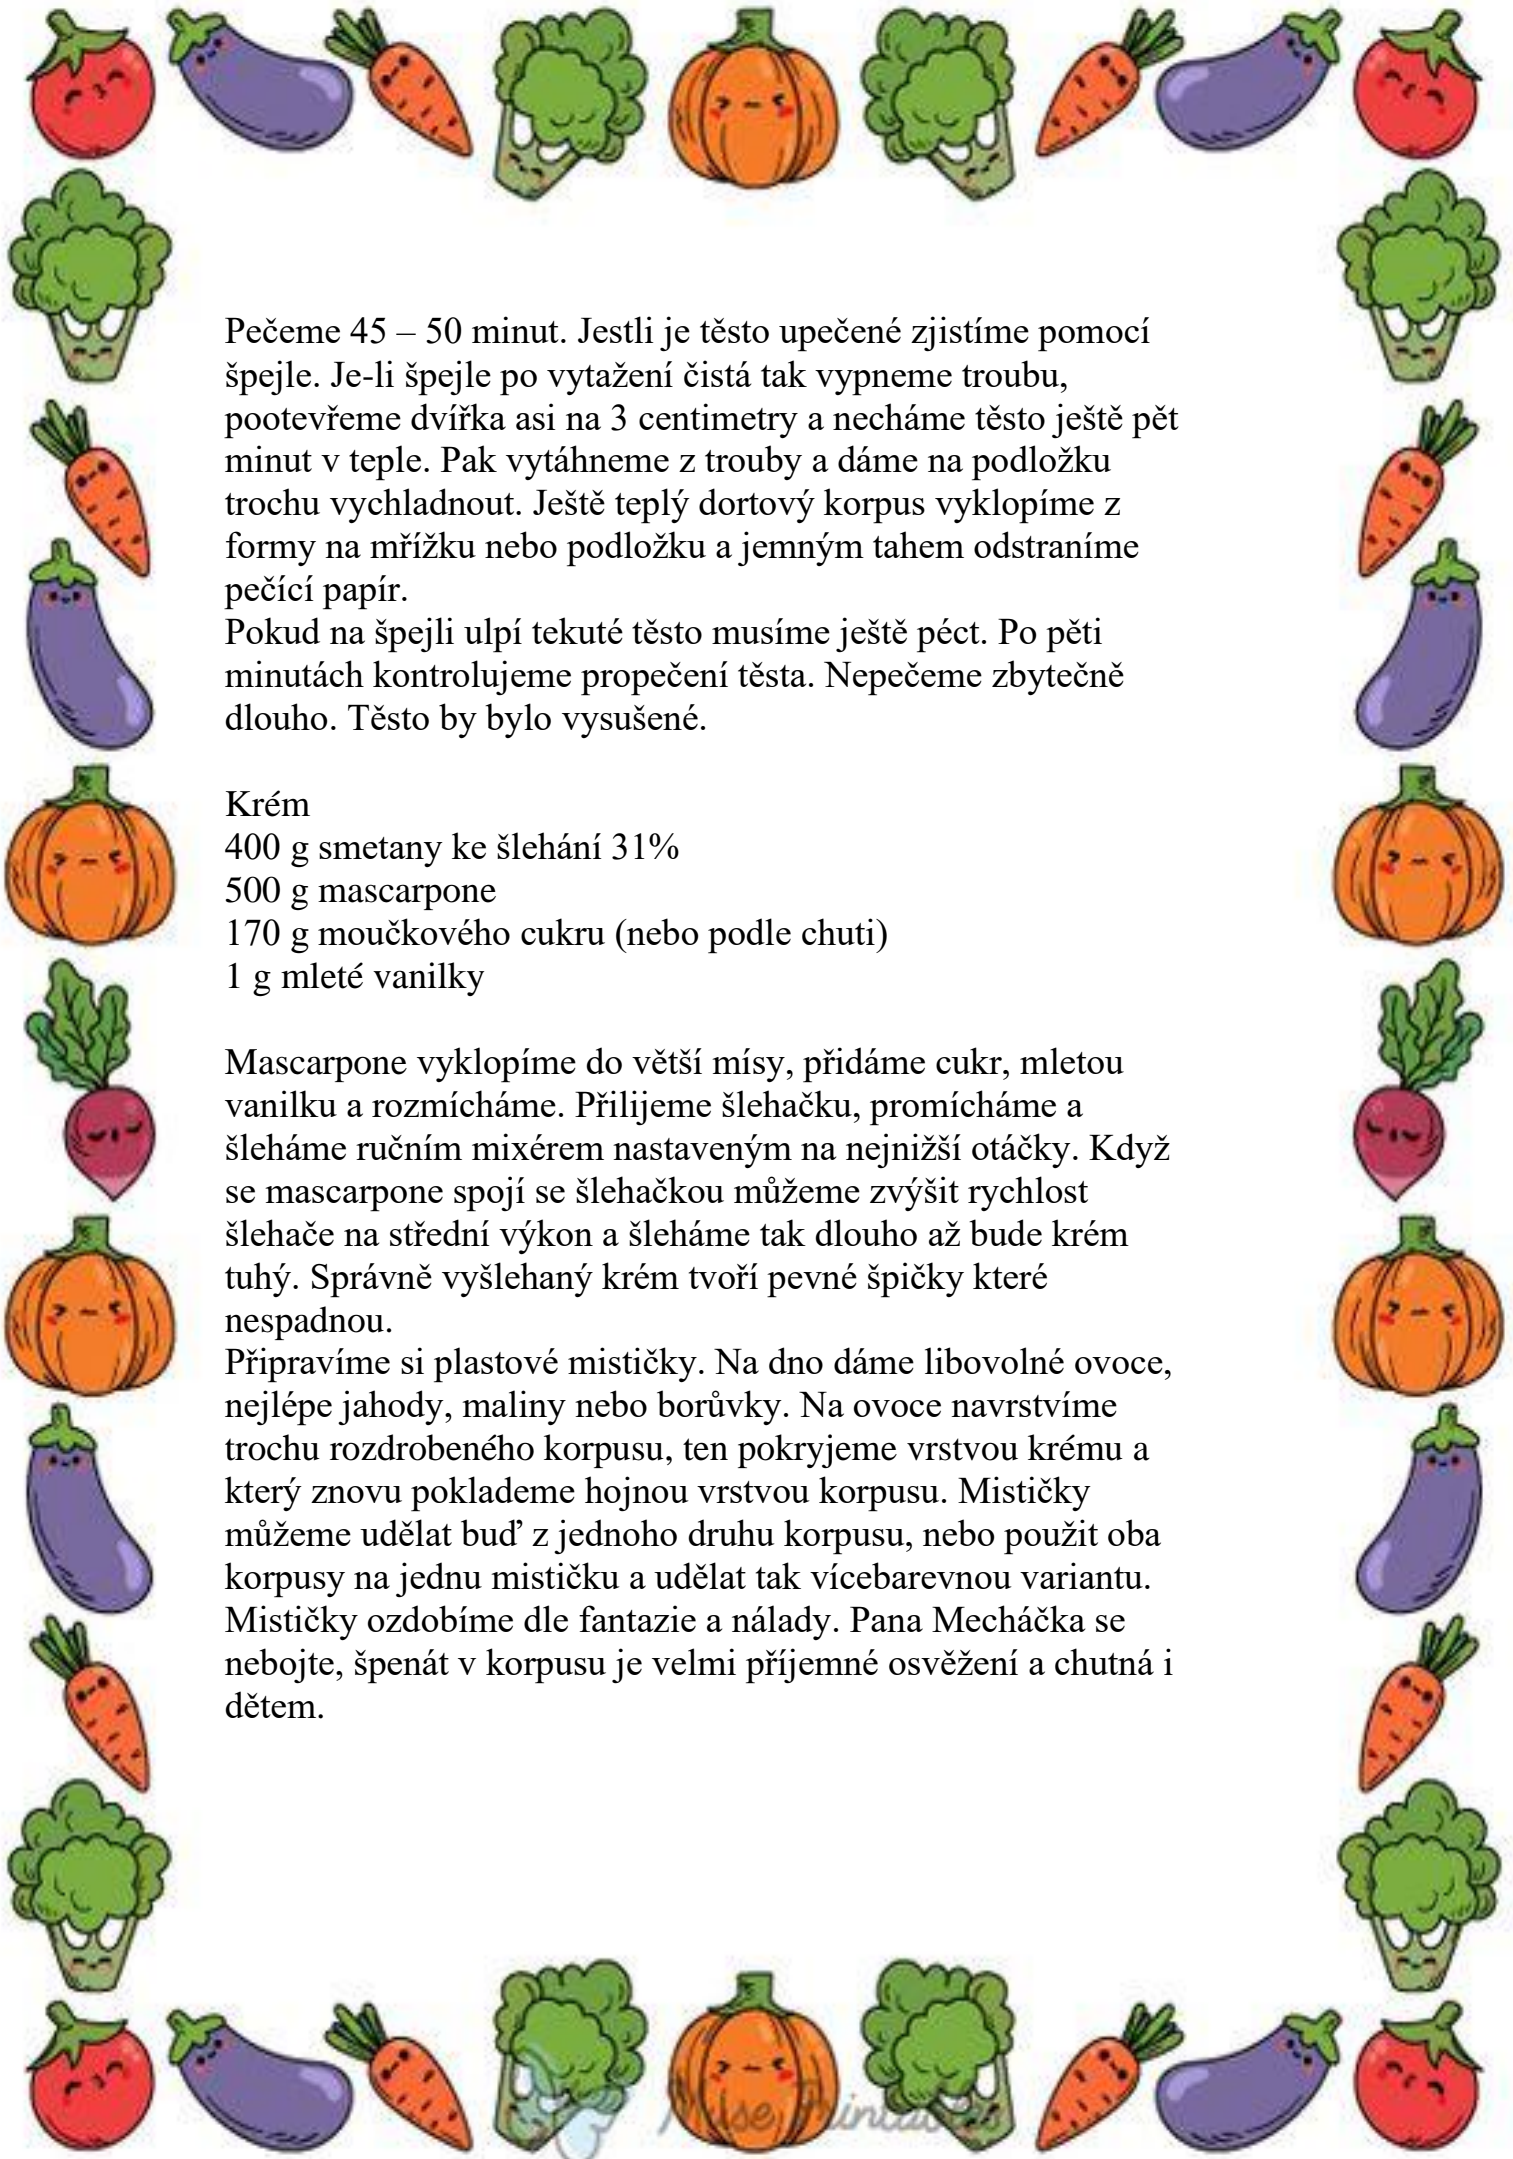 Pečeme 45 – 50 minut. Jestli je těsto upečené zjistíme pomocí
špejle. Je-li špejle po vytažení čistá tak vypneme troubu,
pootevřeme dvířka asi na 3 centimetry a necháme těsto ještě pět
minut v teple. Pak vytáhneme z trouby a dáme na podložku
trochu vychladnout. Ještě teplý dortový korpus vyklopíme z
formy na mřížku nebo podložku a jemným tahem odstraníme
pečící papír.
Pokud na špejli ulpí tekuté těsto musíme ještě péct. Po pěti
minutách kontrolujeme propečení těsta. Nepečeme zbytečně
dlouho. Těsto by bylo vysušené.
Krém
400 g smetany ke šlehání 31%
500 g mascarpone
170 g moučkového cukru (nebo podle chuti)
1 g mleté vanilky
Mascarpone vyklopíme do větší mísy, přidáme cukr, mletou
vanilku a rozmícháme. Přilijeme šlehačku, promícháme a
šleháme ručním mixérem nastaveným na nejnižší otáčky. Když
se mascarpone spojí se šlehačkou můžeme zvýšit rychlost
šlehače na střední výkon a šleháme tak dlouho až bude krém
tuhý. Správně vyšlehaný krém tvoří pevné špičky které
nespadnou.
Připravíme si plastové mističky. Na dno dáme libovolné ovoce,
nejlépe jahody, maliny nebo borůvky. Na ovoce navrstvíme
trochu rozdrobeného korpusu, ten pokryjeme vrstvou krému a
který znovu poklademe hojnou vrstvou korpusu. Mističky
můžeme udělat buď z jednoho druhu korpusu, nebo použit oba
korpusy na jednu mističku a udělat tak vícebarevnou variantu.
Mističky ozdobíme dle fantazie a nálady. Pana Mecháčka se
nebojte, špenát v korpusu je velmi příjemné osvěžení a chutná i
dětem.
Muse Printables